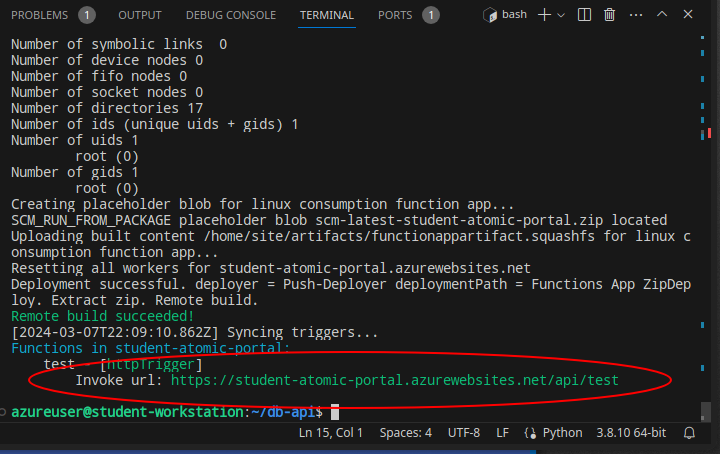 PROBLEMS 1 OUTPUT DEBUG CONSOLE TERMINAL PORTS 1 bash
Number of symbolic links  0
Number of device nodes 0
Number of fifo nodes 0
Number of socket nodes 0
Number of directories 17
Number of ids (unique uids + gids) 1
Number of uids 1
        root (0)
Number of gids 1
        root (0)
Creating placeholder blob for linux consumption function app...
SCM_RUN_FROM_PACKAGE placeholder blob scm-latest-student-atomic-portal.zip located
Uploading built content /home/site/artifacts/functionappartifact.squashfs for linux c
onsumption function app...
Resetting all workers for student-atomic-portal.azurewebsites.net
Deployment successful. deployer = Push-Deployer deploymentPath = Functions App ZipDep
loy. Extract zip. Remote build.
Remote build succeeded!
[2024-03-07T22:09:10.862Z] Syncing triggers...
Functions in student-atomic-portal:
    test - [httpTrigger]
        Invoke url: https://student-atomic-portal.azurewebsites.net/api/test
azureuser@student-workstation:~/db-api$
Ln 15, Col 1 Spaces: 4 UTF-8 LF Python 3.8.10 64-bit